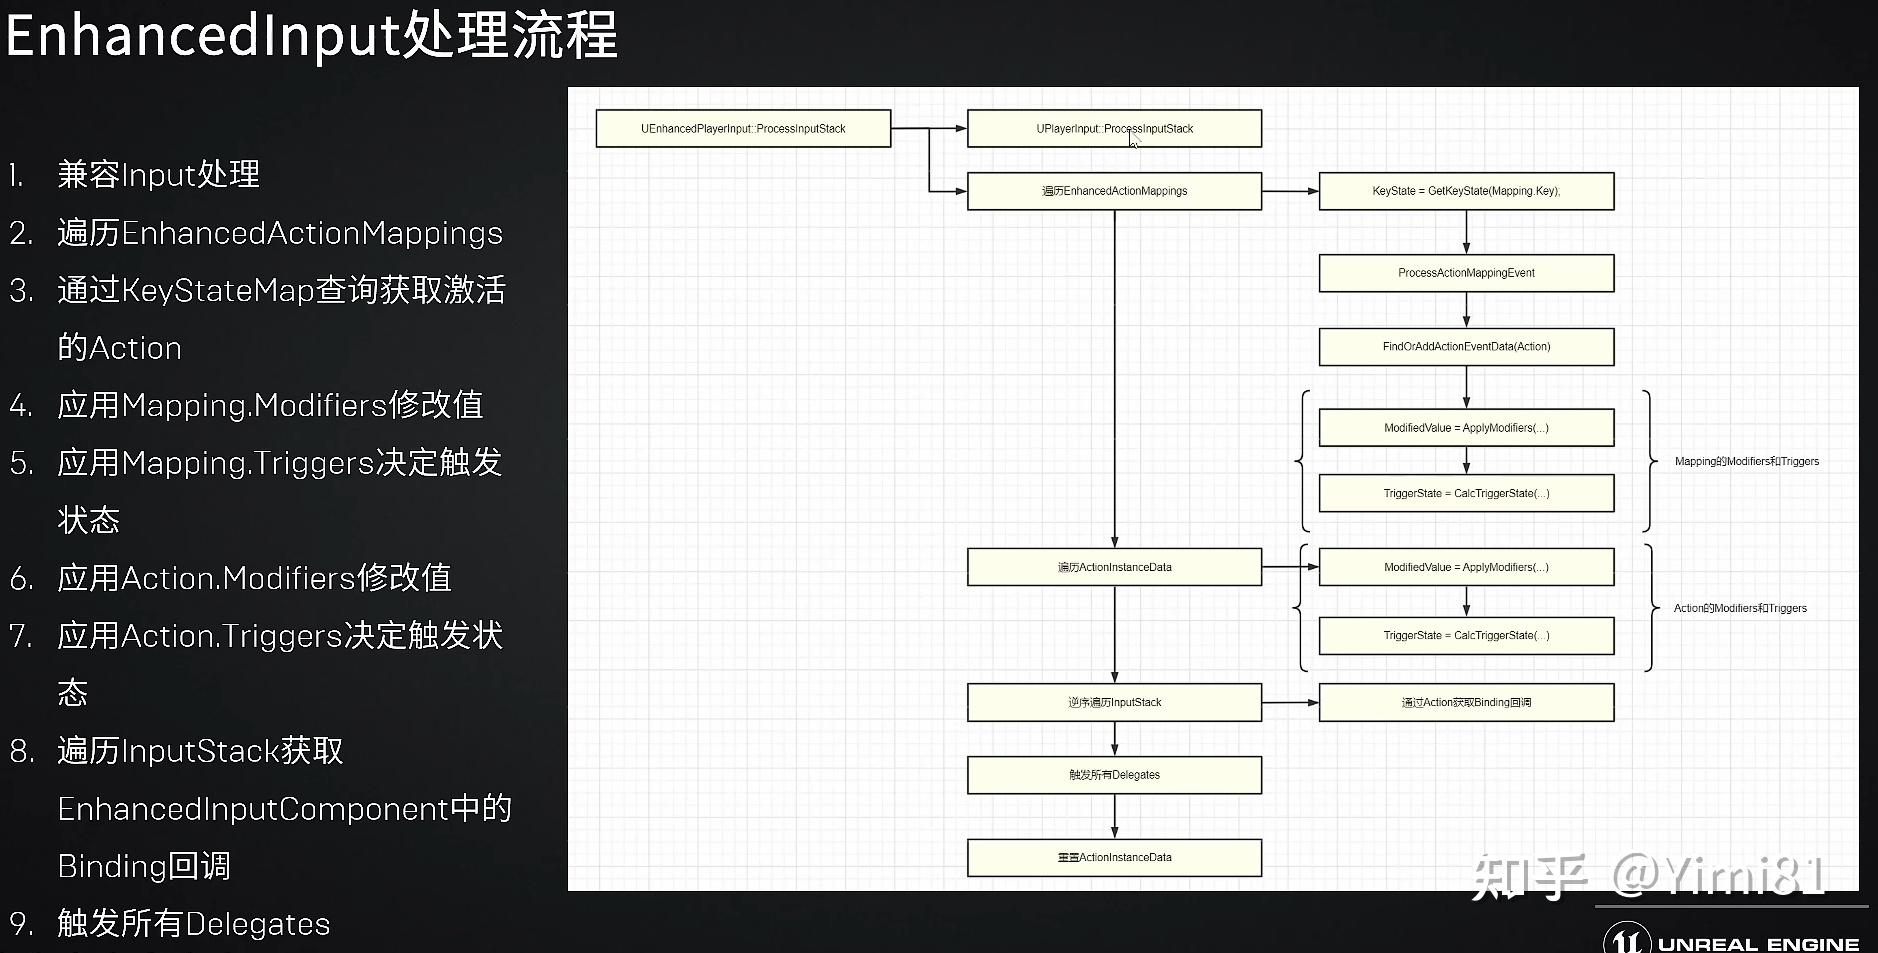 EnhancedInput处理流程
1. 兼容Input处理
2. 遍历EnhancedActionMappings
3. 通过KeyStateMap查询获取激活
的Action
4. 应用Mapping.Modifiers修改值
5. 应用Mapping.Triggers决定触发
状态
6. 应用Action.Modifiers修改值
7. 应用Action.Triggers决定触发状
态
8. 遍历InputStack获取
EnhancedInputComponent中的
Binding回调
9. 触发所有Delegates
UEnhancedPlayerInput::ProcessInputStack
UPlayerInput::ProcessInputStack
遍历EnhancedActionMappings
KeyState = GetKeyState(Mapping.Key);
ProcessActionMappingEvent
FindOrAddActionEventData(Action)
ModifiedValue = ApplyModifiers(...)
TriggerState = CalcTriggerState(...)
Mapping的Modifiers和Triggers
遍历ActionInstanceData
ModifiedValue = ApplyModifiers(...)
TriggerState = CalcTriggerState(...)
Action的Modifiers和Triggers
逆序遍历InputStack
通过Action获取Binding回调
触发所有Delegates
重置ActionInstanceData
知乎 @Yimi81
UNREAL ENGINE